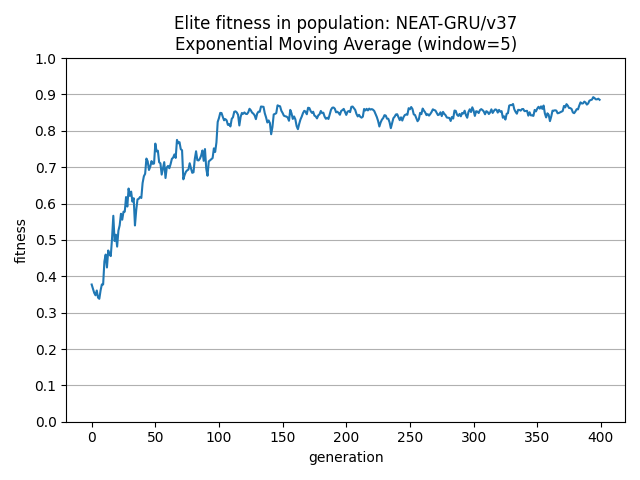 Elite fitness in population: NEAT-GRU/v37
Exponential Moving Average (window=5)
fitness
1.0
0.9
0.8
0.7
0.6
0.5
0.4
0.3
0.2
0.1
0.0
0 50 100 150 200 250 300 350 400
generation